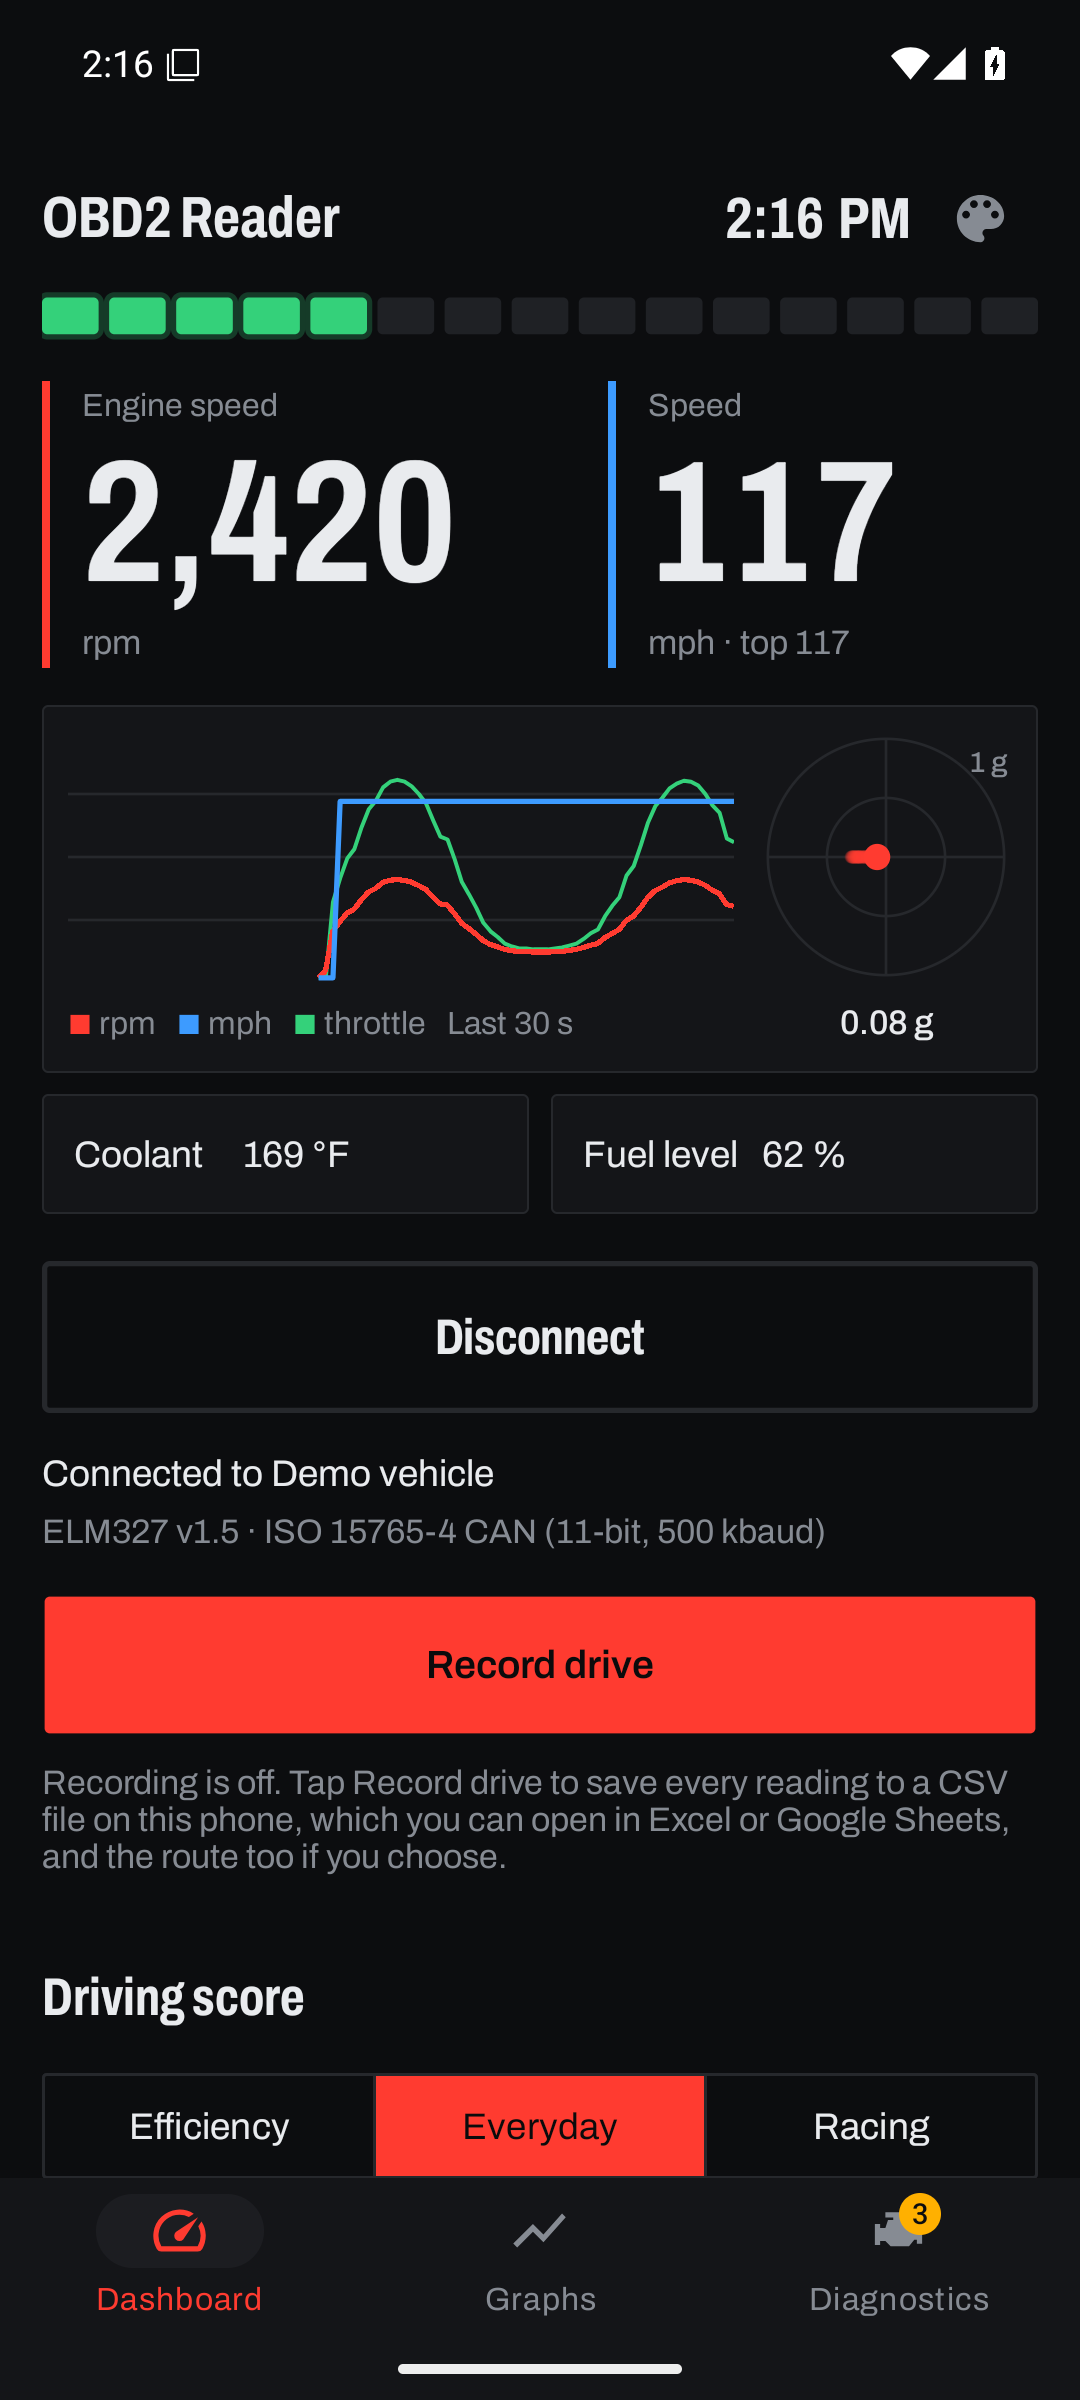 2:16
OBD2 Reader
2:16 PM
Engine speed
2,420
rpm
Speed
117
mph · top 117
1 g
rpm mph throttle Last 30 s
0.08 g
Coolant 169 °F
Fuel level 62 %
Disconnect
Connected to Demo vehicle
ELM327 v1.5 · ISO 15765-4 CAN (11-bit, 500 kbaud)
Record drive
Recording is off. Tap Record drive to save every reading to a CSV
file on this phone, which you can open in Excel or Google Sheets,
and the route too if you choose.
Driving score
Efficiency
Everyday
Racing
3
Dashboard
Graphs
Diagnostics